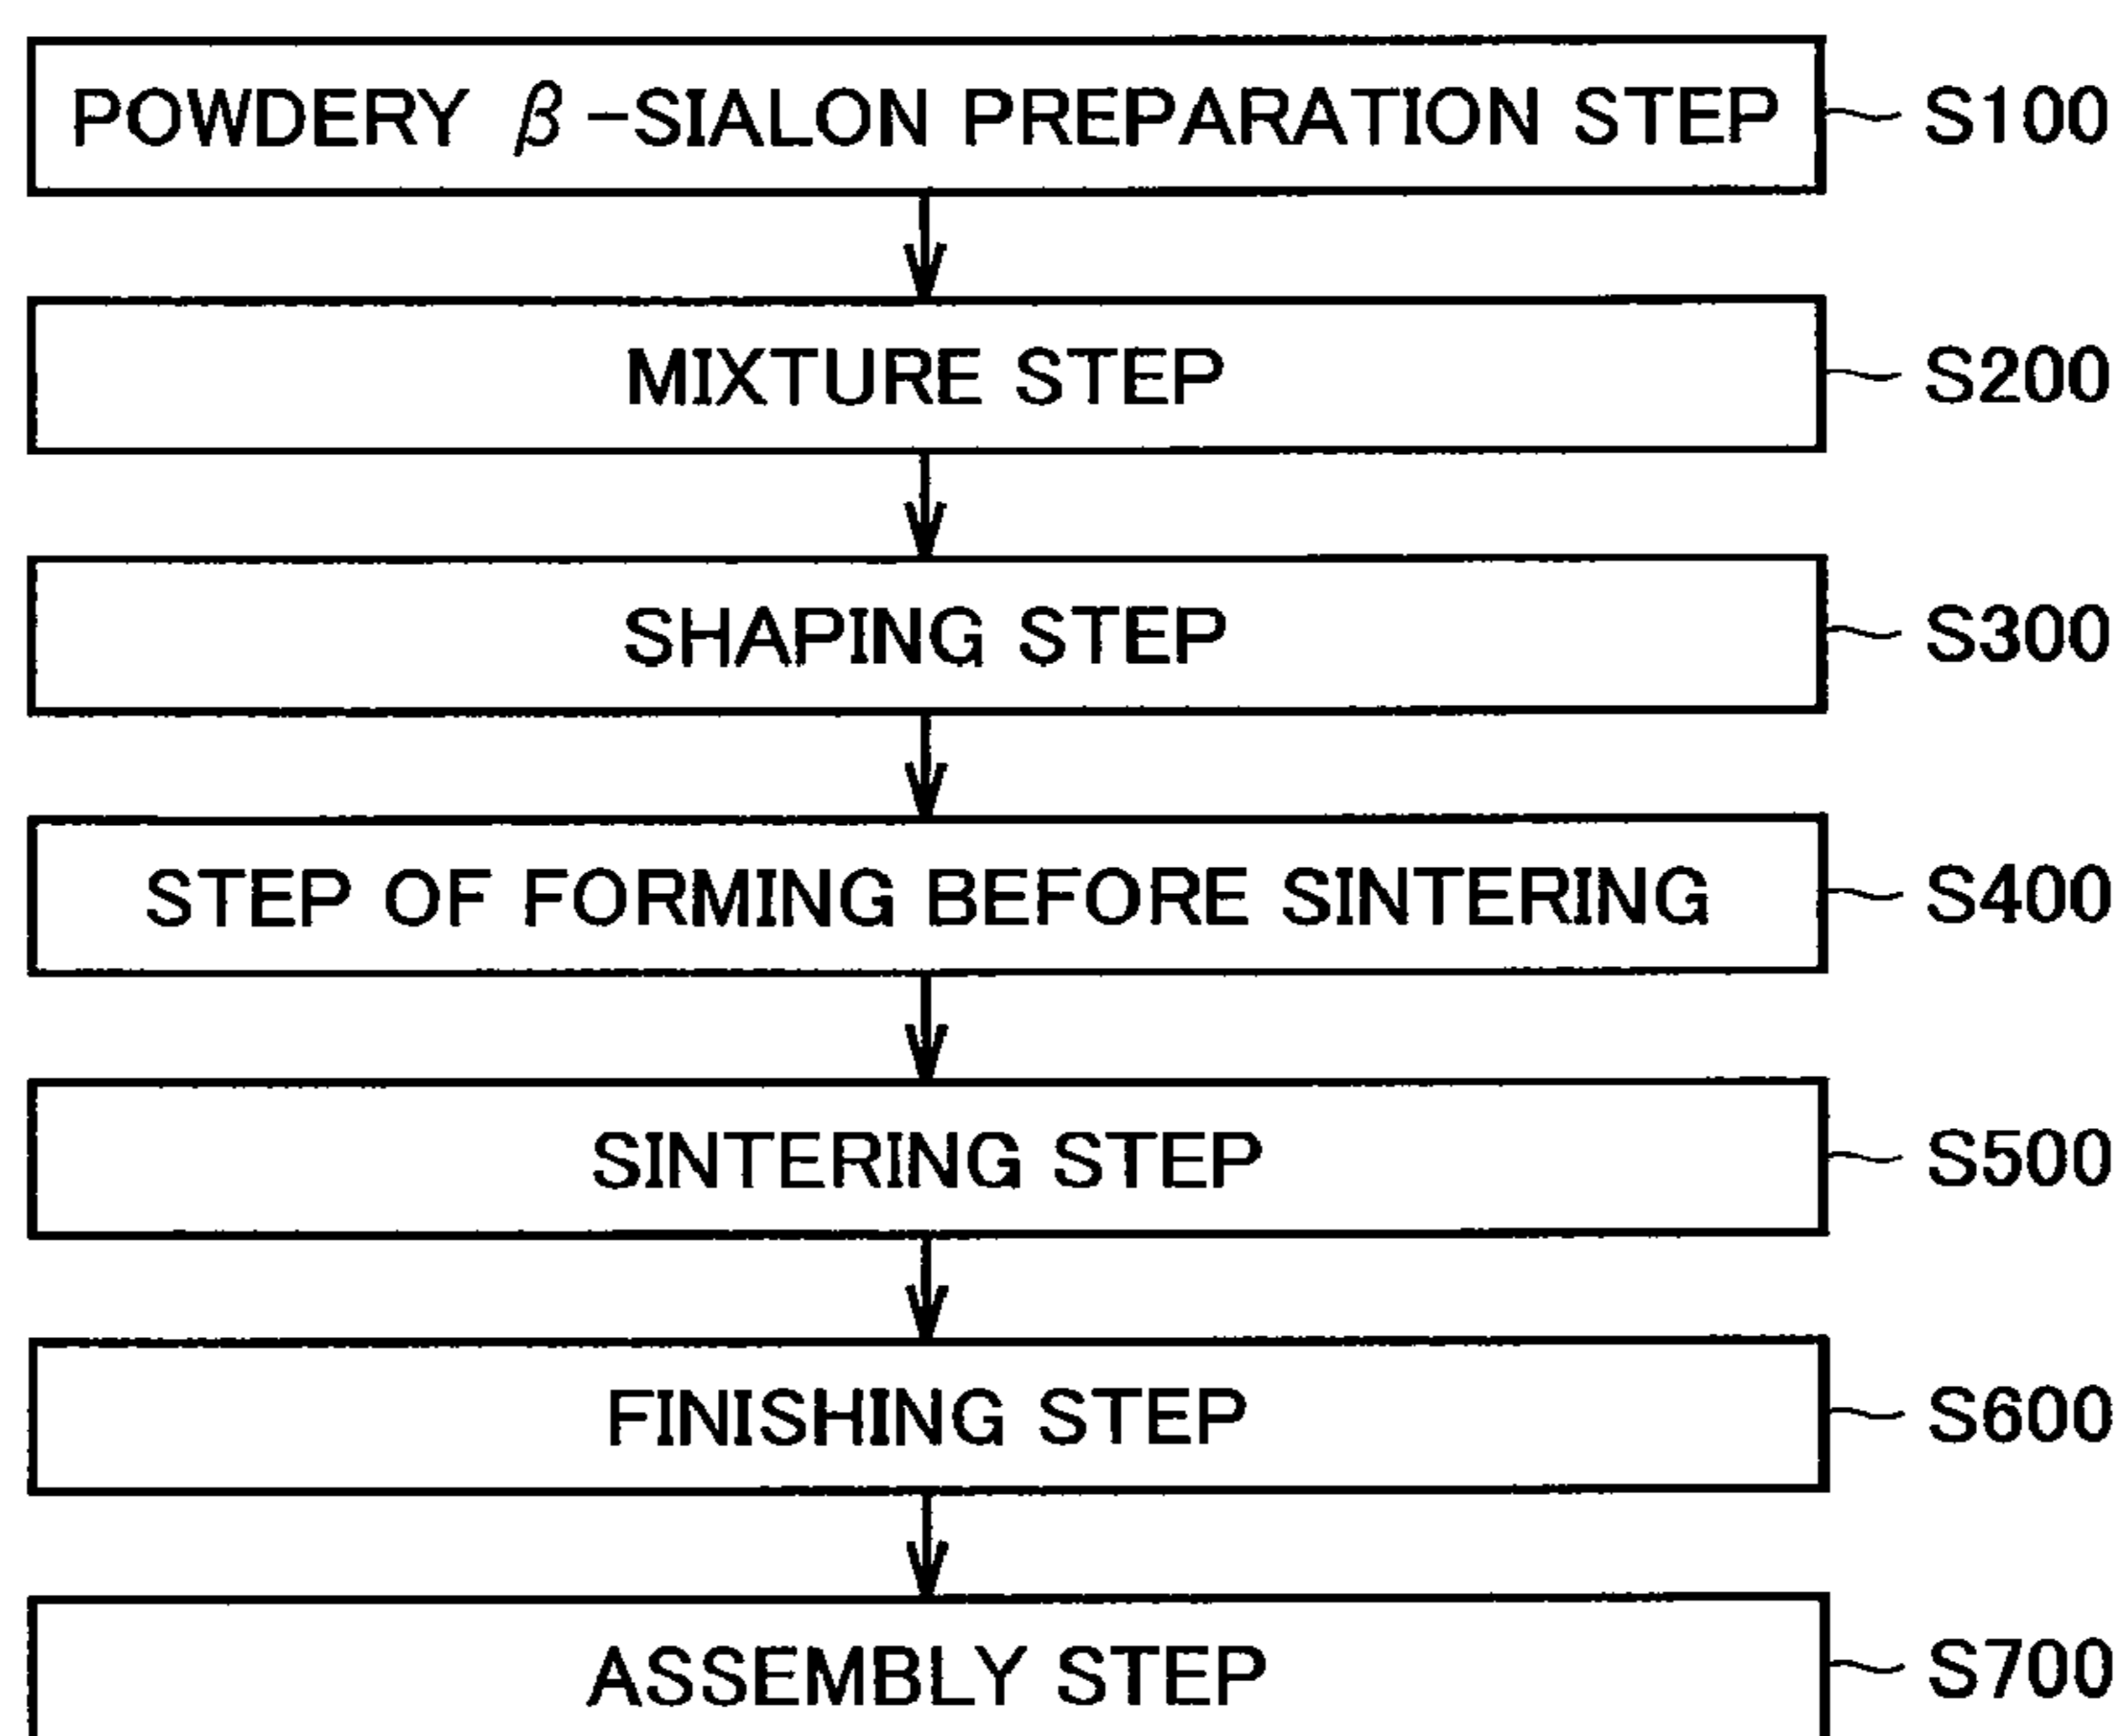 POWDERY β-SIALON PREPARATION STEP S100
MIXTURE STEP S200
SHAPING STEP S300
STEP OF FORMING BEFORE SINTERING S400
SINTERING STEP S500
FINISHING STEP S600
ASSEMBLY STEP S700